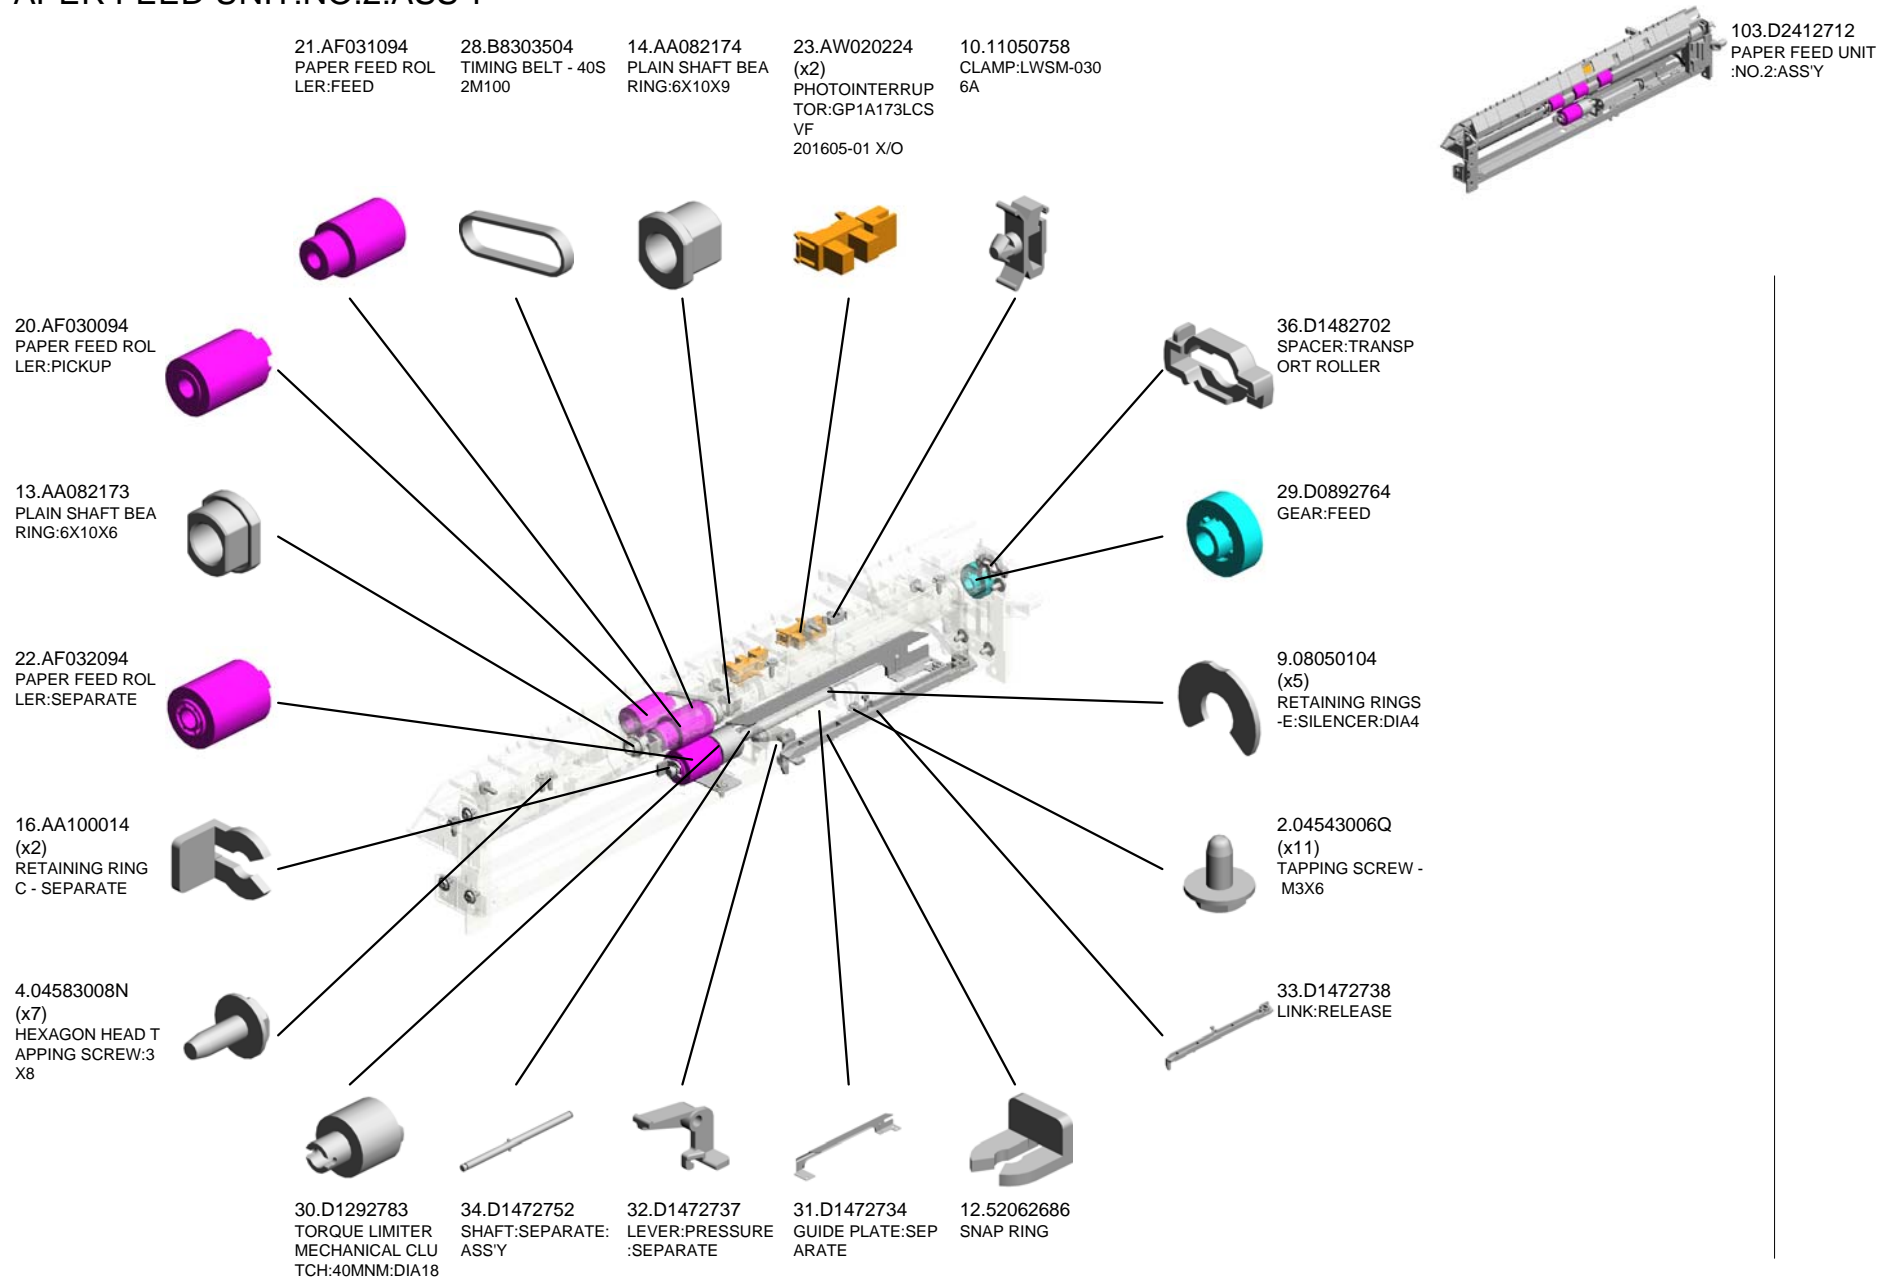 APER FEED UNIT:NO.2:ASS'Y
21.AF031094
PAPER FEED ROL
LER:FEED
28.B8303504
TIMING BELT - 40S
2M100
14.AA082174
PLAIN SHAFT BEA
RING:6X10X9
23.AW020224
(x2)
PHOTOINTERRUP
TOR:GP1A173LCS
VF
201605-01 X/O
10.11050758
CLAMP:LWSM-030
6A
103.D2412712
PAPER FEED UNIT
:NO.2:ASS'Y
20.AF030094
PAPER FEED ROL
LER:PICKUP
36.D1482702
SPACER:TRANSP
ORT ROLLER
13.AA082173
PLAIN SHAFT BEA
RING:6X10X6
29.D0892764
GEAR:FEED
22.AF032094
PAPER FEED ROL
LER:SEPARATE
9.08050104
(x5)
RETAINING RINGS
-E:SILENCER:DIA4
16.AA100014
(x2)
RETAINING RING
C - SEPARATE
2.04543006Q
(x11)
TAPPING SCREW -
M3X6
4.04583008N
(x7)
HEXAGON HEAD T
APPING SCREW:3
X8
33.D1472738
LINK:RELEASE
30.D1292783
TORQUE LIMITER
MECHANICAL CLU
TCH:40MNM:DIA18
34.D1472752
SHAFT:SEPARATE:
ASS'Y
32.D1472737
LEVER:PRESSURE
:SEPARATE
31.D1472734
GUIDE PLATE:SEP
ARATE
12.52062686
SNAP RING